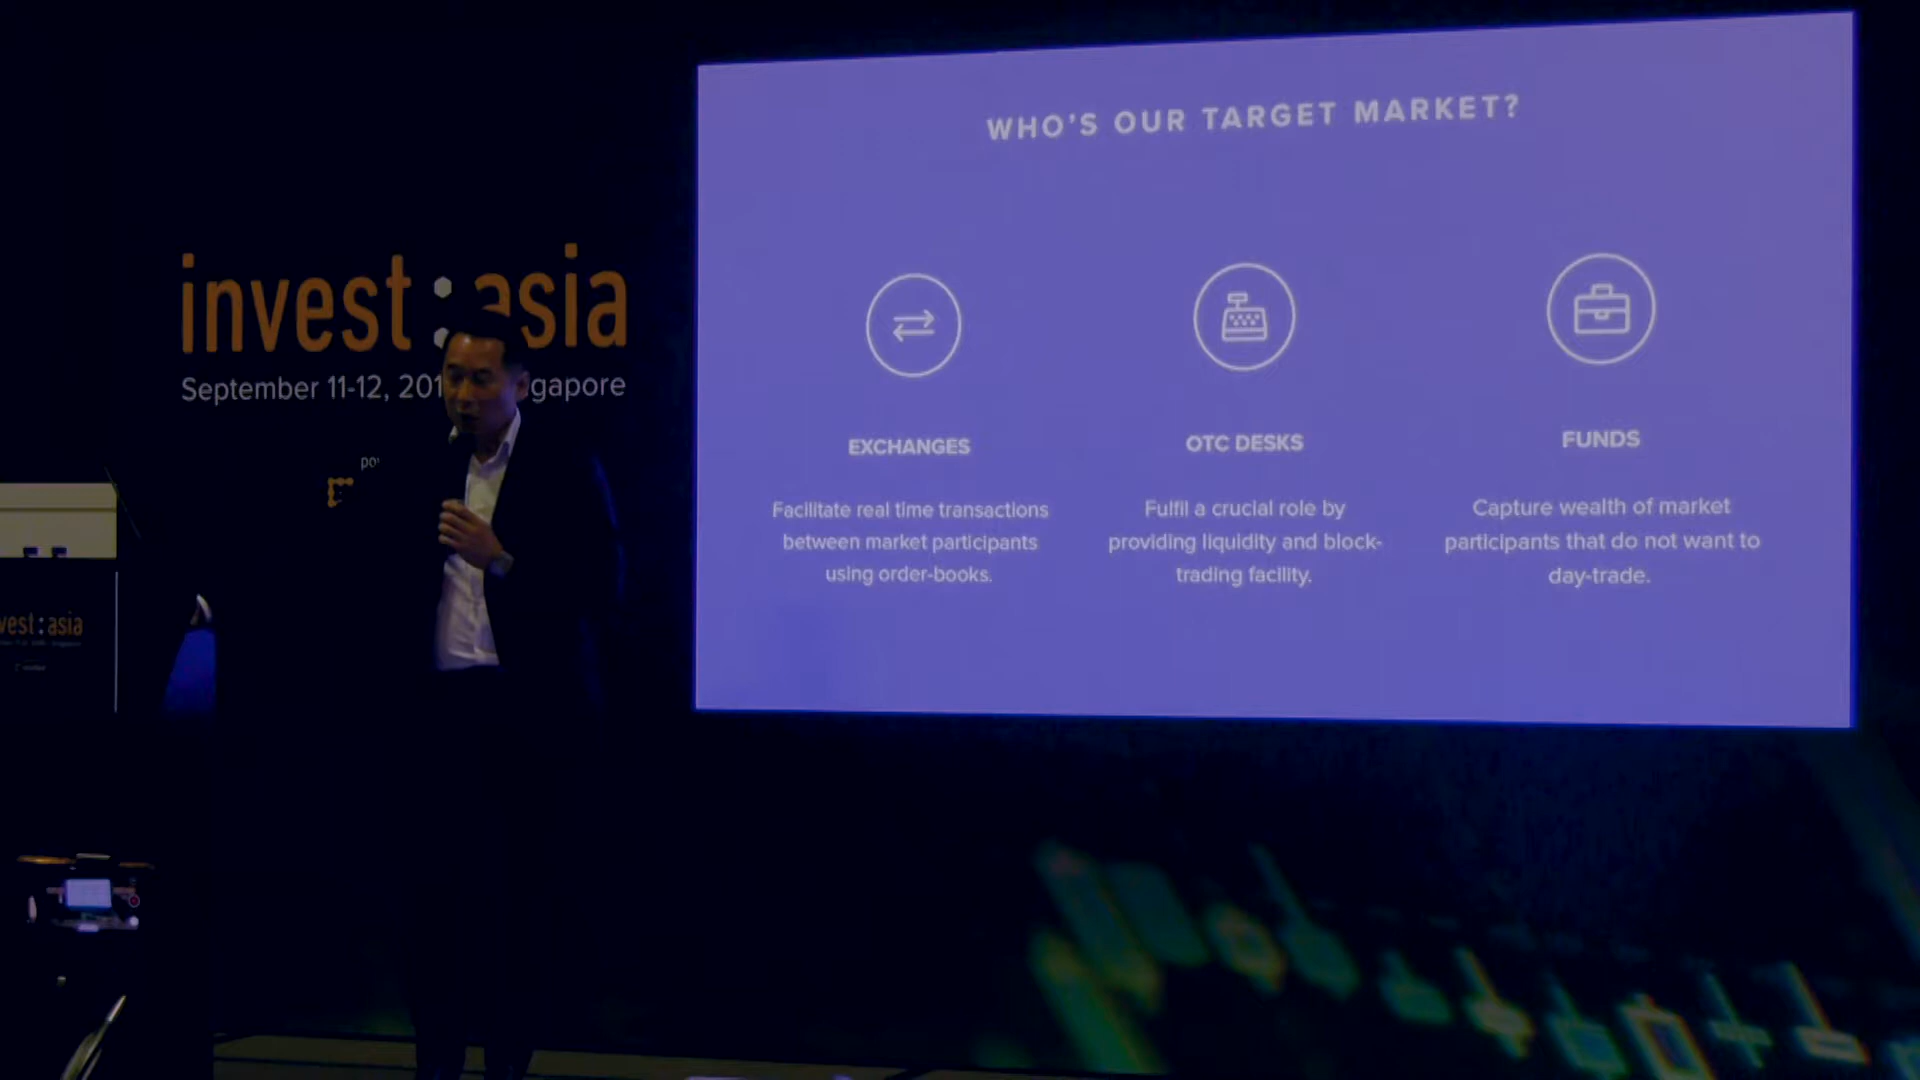 invest:asia
September 11-12, 201
gapore
vest:asia
WHO'S OUR TARGET MARKET?
EXCHANGES
Facilitate real time transactions
between market participants
using order-books.
OTC DESKS
Fulfil a crucial role by
providing liquidity and block-
trading facility.
FUNDS
Capture wealth of market
participants that do not want to
day-trade.